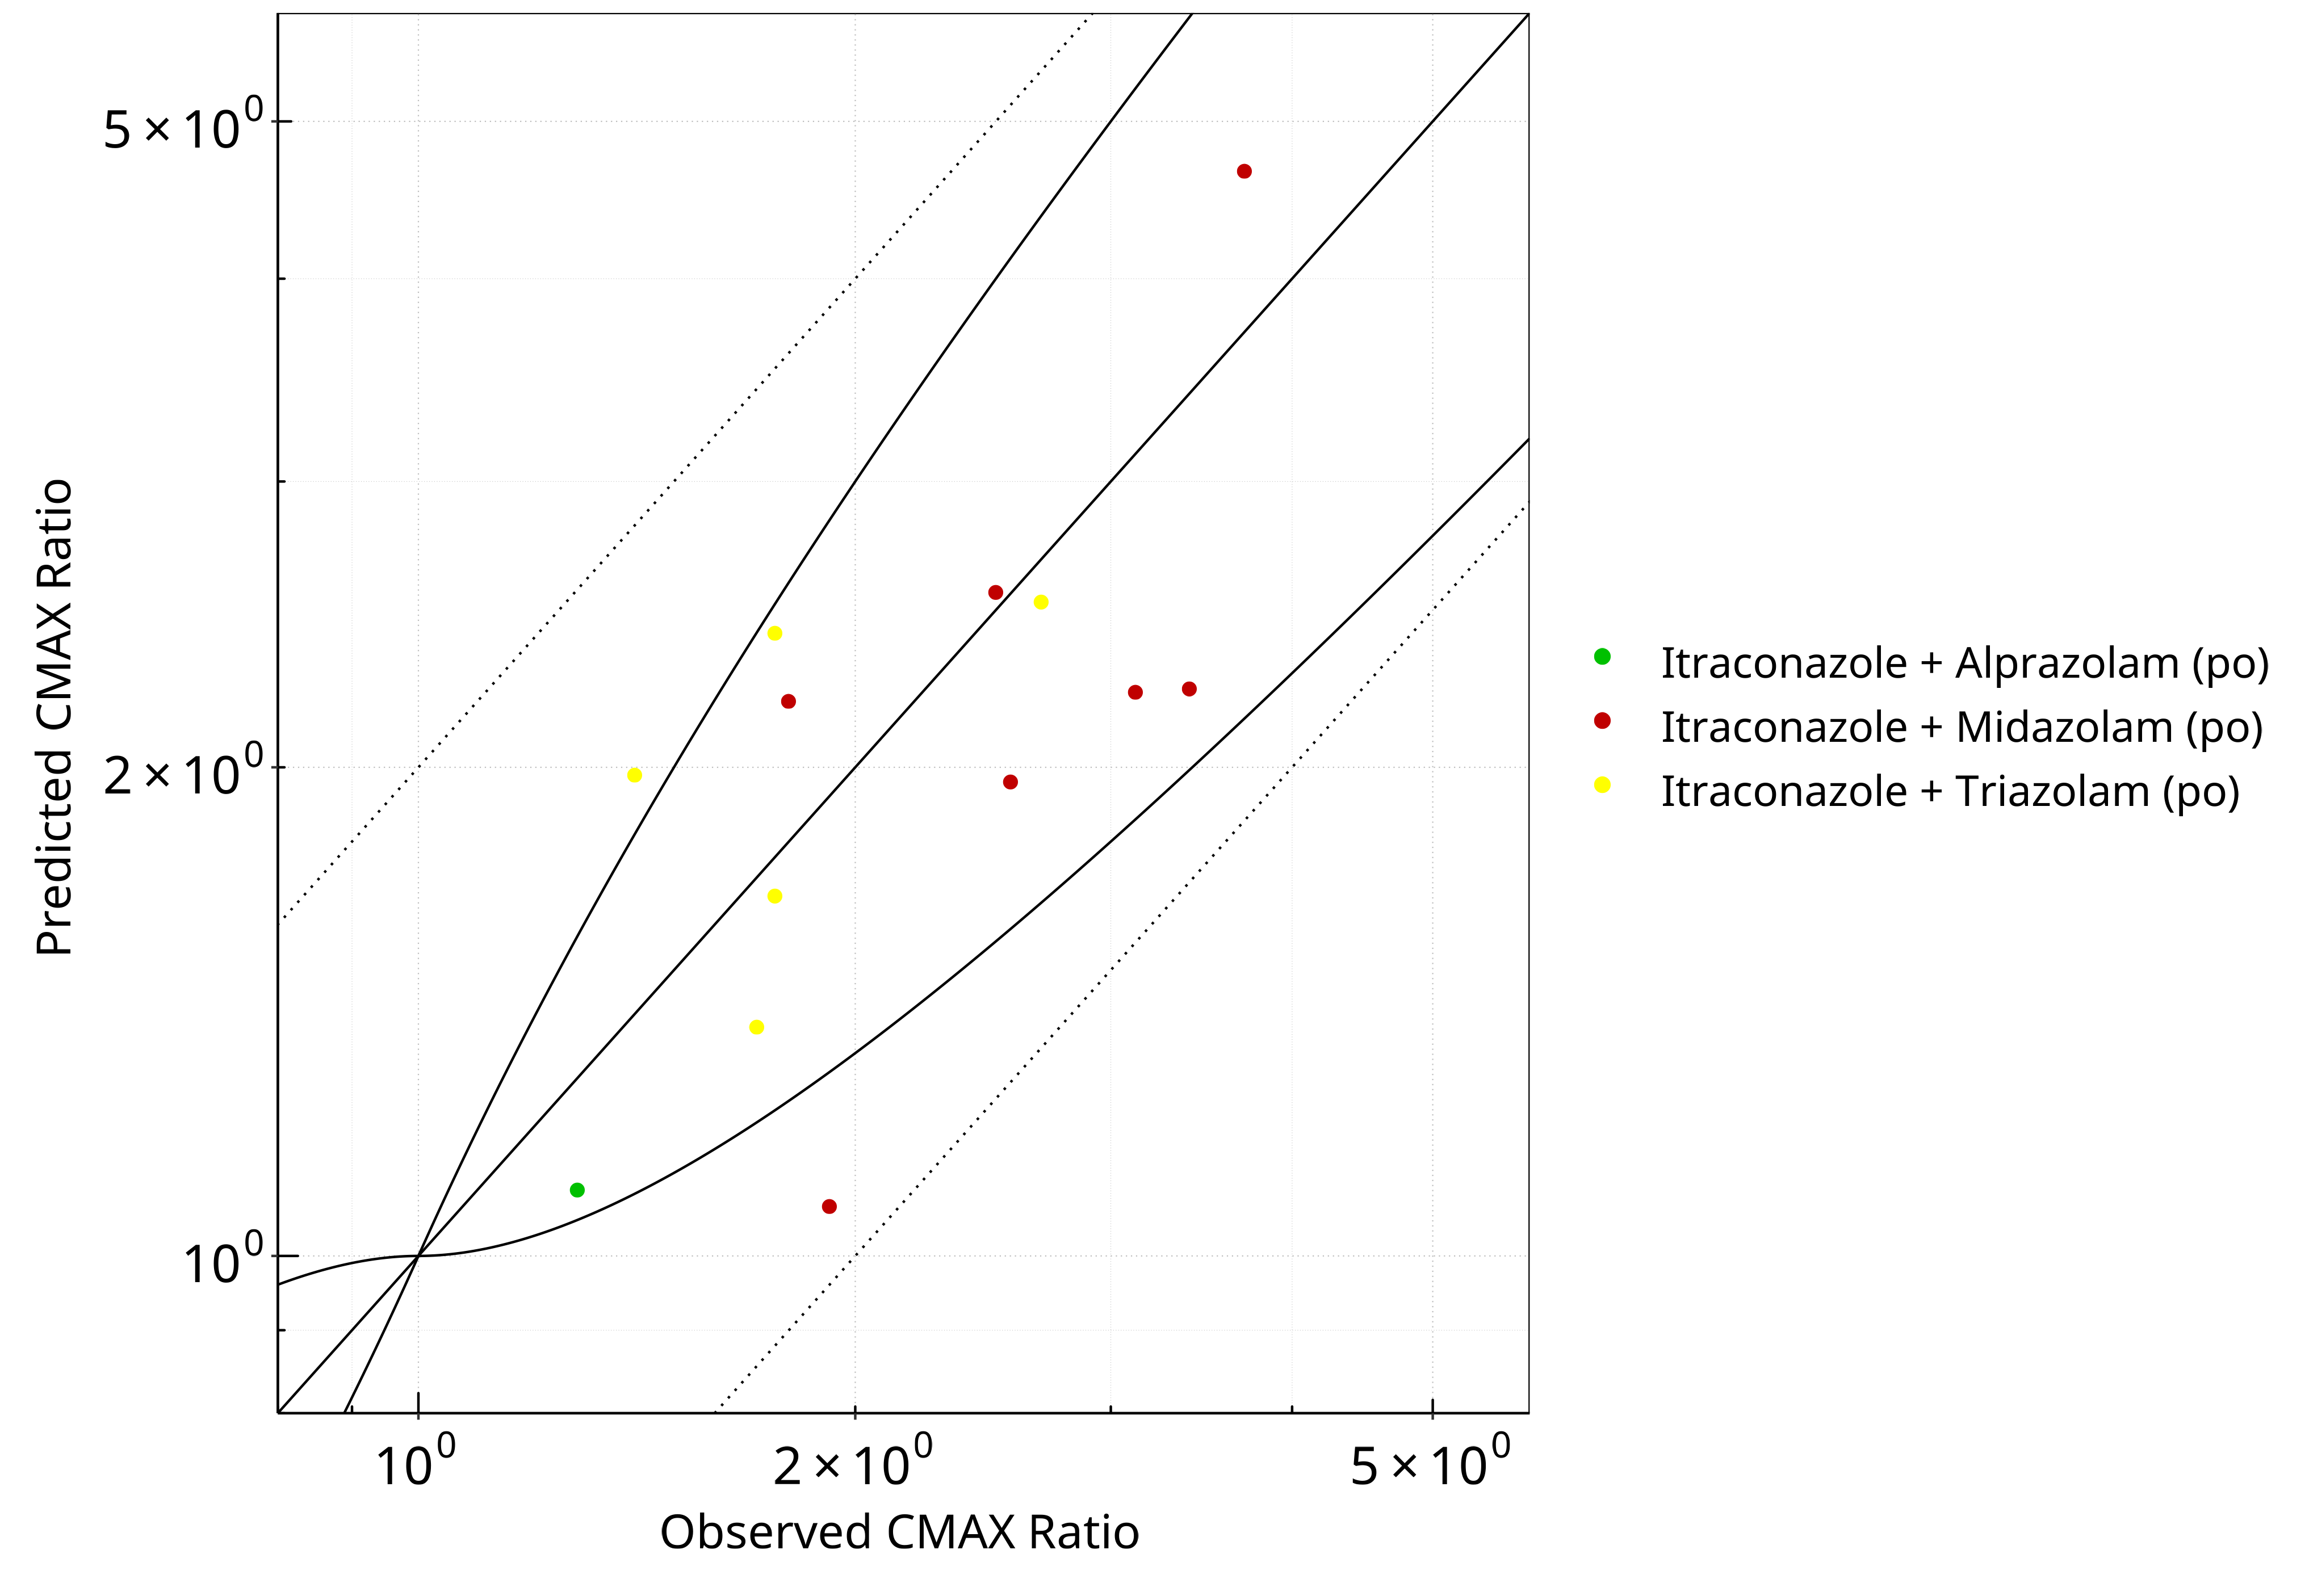 Predicted CMAX Ratio
5 × 10⁰
2 × 10⁰
10⁰
10⁰
2 × 10⁰
5 × 10⁰
Observed CMAX Ratio
Itraconazole + Alprazolam (po)
Itraconazole + Midazolam (po)
Itraconazole + Triazolam (po)